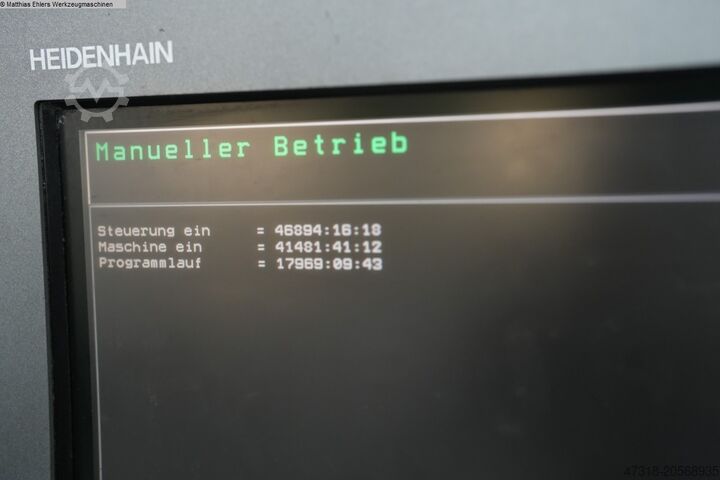 © Matthias Ehlers Werkzeugmaschinen
HEIDENHAIN
Manueller Betrieb
Steuerung ein = 46894:16:18
Maschine ein = 41481:41:12
Programmlauf = 17969:09:43
47318-20568935